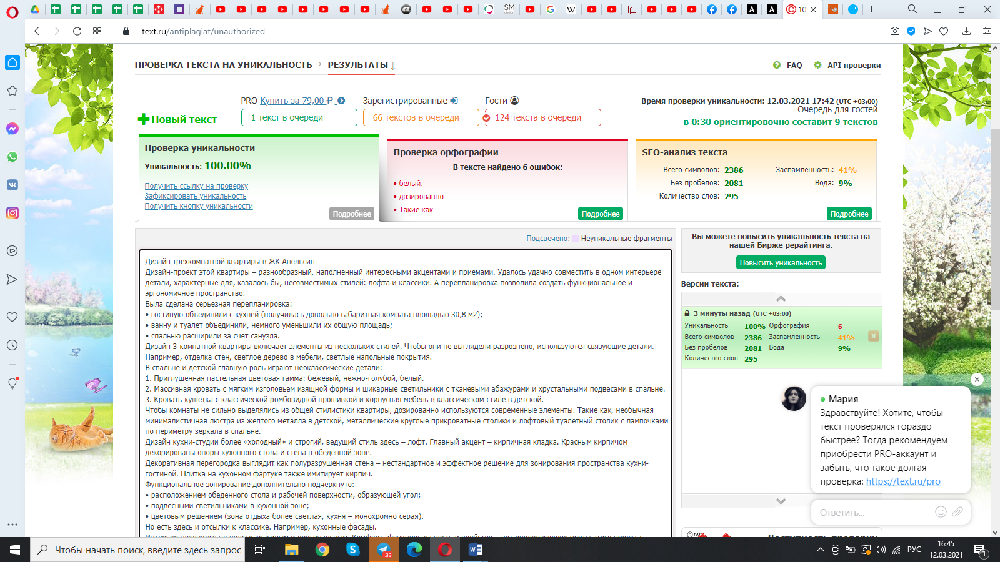 10
text.ru/antiplagiat/unauthorized
ПРОВЕРКА ТЕКСТА НА УНИКАЛЬНОСТЬ > РЕЗУЛЬТАТЫ ↓
FAQ API проверки
PRO Купить за 79,00 ₽ Зарегистрированные Гости
Время проверки уникальности: 12.03.2021 17:42 (UTC +03:00)
Очередь для гостей
Новый текст
1 текст в очереди 66 текстов в очереди 124 текста в очереди
в 0:30 ориентировочно составит 9 текстов
Проверка уникальности
Уникальность: 100.00%
Получить ссылку на проверку
Зафиксировать уникальность
Получить кнопку уникальности
Подробнее
Проверка орфографии
В тексте найдено 6 ошибок:
• белый.
• дозированно
• Такие как
Подробнее
SEO-анализ текста
Всего символов: 2386 Заспамленность: 41%
Без пробелов: 2081 Вода: 9%
Количество слов: 295
Подробнее
Подсвечено: Неуникальные фрагменты
Дизайн трехкомнатной квартиры в ЖК Апельсин
Дизайн-проект этой квартиры – разнообразный, наполненный интересными акцентами и приемами. Удалось удачно совместить в одном интерьере
детали, характерные для, казалось бы, несовместимых стилей: лофта и классики. А перепланировка позволила создать функциональное и
эргономичное пространство.
Была сделана серьезная перепланировка:
• гостиную объединили с кухней (получилась довольно габаритная комната площадью 30,8 м2);
• ванну и туалет объединили, немного уменьшили их общую площадь;
• спальню расширили за счет санузла.
Дизайн 3-комнатной квартиры включает элементы из нескольких стилей. Чтобы они не выглядели разрозненно, используются связующие детали.
Например, отделка стен, светлое дерево в мебели, светлые напольные покрытия.
В спальне и детской главную роль играют неоклассические детали:
1. Приглушенная пастельная цветовая гамма: бежевый, нежно-голубой, белый.
2. Массивная кровать с мягким изголовьем изящной формы и шикарные светильники с тканевыми абажурами и хрустальными подвесами в спальне.
3. Кровать-кушетка с классической ромбовидной прошивкой и корпусная мебель в классическом стиле в детской.
Чтобы комнаты не сильно выделялись из общей стилистики квартиры, дозированно используются современные элементы. Такие как, необычная
минималистичная люстра из желтого металла в детской, металлические круглые прикроватные столики и лофтовый туалетный столик с лампочками
по периметру зеркала в спальне.
Дизайн кухни-студии более «холодный» и строгий, ведущий стиль здесь – лофт. Главный акцент – кирпичная кладка. Красным кирпичом
декорированы опоры кухонного стола и стена в обеденной зоне.
Декоративная перегородка выглядит как полуразрушенная стена – нестандартное и эффектное решение для зонирования пространства кухни-
гостиной. Плитка на кухонном фартуке также имитирует кирпич.
Функциональное зонирование дополнительно подчеркнуто:
• расположением обеденного стола и рабочей поверхности, образующей угол;
• подвесными светильниками в кухонной зоне;
• цветовым решением (зона отдыха более светлая, кухня – монохромно серая).
Но есть здесь и отсылки к классике. Например, кухонные фасады.
Вы можете повысить уникальность текста на
нашей Бирже рерайтинга.
Повысить уникальность
Версии текста:
3 минуты назад (UTC +03:00)
Уникальность 100% Орфография 6
Всего символов 2386 Заспамленность 41%
Без пробелов 2081 Вода 9%
Количество слов 295
Мария
Здравствуйте! Хотите, чтобы
текст проверялся гораздо
быстрее? Тогда рекомендуем
приобрести PRO-аккаунт и
забыть, что такое долгая
проверка: https://text.ru/pro
Ответить...
Чтобы начать поиск, введите здесь запрос
33
РУС
16:45
12.03.2021
1